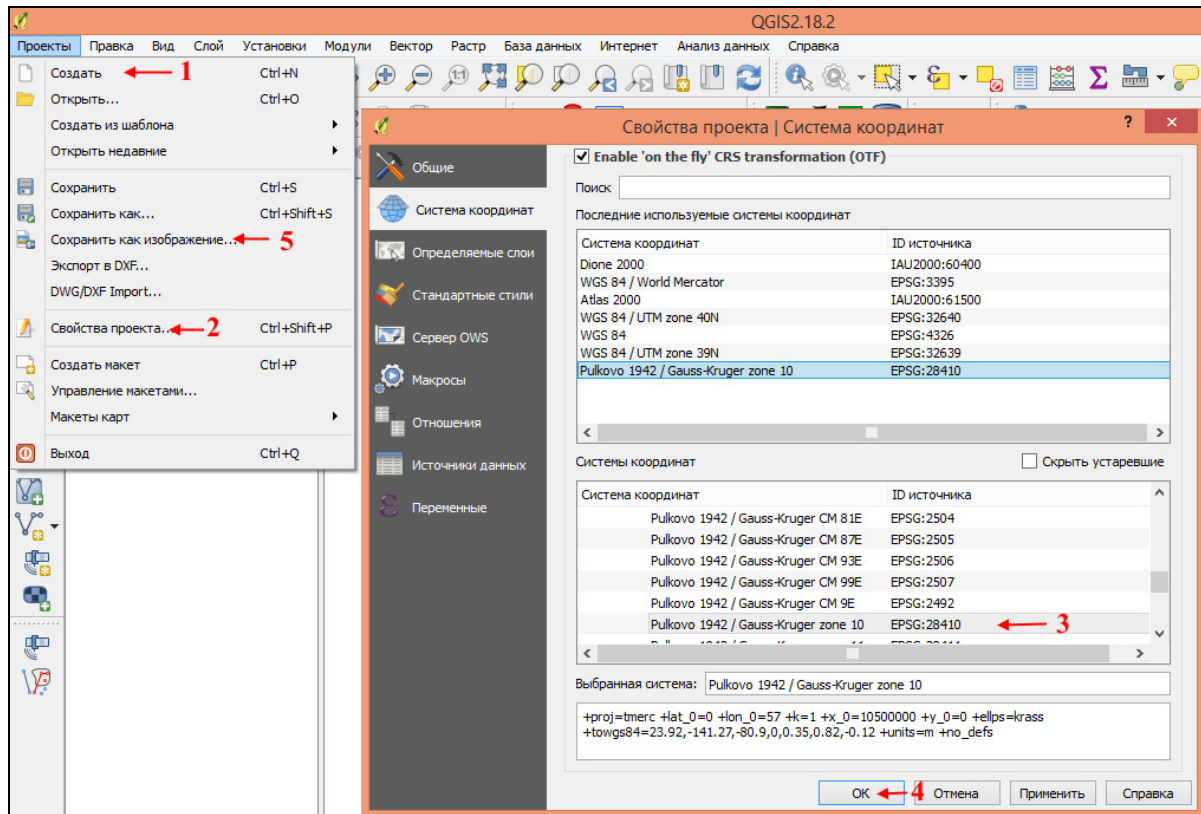 QGIS2.18.2
Проекты Правка Вид Слой Установки Модули Вектор Растр База данных Интернет Анализ данных Справка
Создать 1 Ctrl+N
Открыть... Ctrl+O
Создать из шаблона
Открыть недавние
Сохранить Ctrl+S
Сохранить как... Ctrl+Shift+S
Сохранить как изображение... 5
Экспорт в DXF...
DWG/DXF Import...
Свойства проекта... 2 Ctrl+Shift+P
Создать макет Ctrl+P
Управление макетами...
Макеты карт
Выход Ctrl+Q
Свойства проекта | Система координат ? ×
Общие
Система координат
Определяемые слои
Стандартные стили
Сервер OWS
Макросы
Отношения
Источники данных
Переменные
Enable 'on the fly' CRS transformation (OTF)
Поиск
Последние используемые системы координат
Система координат ID источника
Dione 2000 IAU2000:60400
WGS 84 / World Mercator EPSG:3395
Atlas 2000 IAU2000:61500
WGS 84 / UTM zone 40N EPSG:32640
WGS 84 EPSG:4326
WGS 84 / UTM zone 39N EPSG:32639
Pulkovo 1942 / Gauss-Kruger zone 10 EPSG:28410
Системы координат Скрыть устаревшие
Система координат ID источника
Pulkovo 1942 / Gauss-Kruger CM 81E EPSG:2504
Pulkovo 1942 / Gauss-Kruger CM 87E EPSG:2505
Pulkovo 1942 / Gauss-Kruger CM 93E EPSG:2506
Pulkovo 1942 / Gauss-Kruger CM 99E EPSG:2507
Pulkovo 1942 / Gauss-Kruger CM 9E EPSG:2492
Pulkovo 1942 / Gauss-Kruger zone 10 EPSG:28410 3
Выбранная система: Pulkovo 1942 / Gauss-Kruger zone 10
+proj=tmerc +lat_0=0 +lon_0=57 +k=1 +x_0=10500000 +y_0=0 +ellps=krass
+towgs84=23.92,-141.27,-80.9,0,0.35,0.82,-0.12 +units=m +no_defs
ОК 4 Отмена Применить Справка